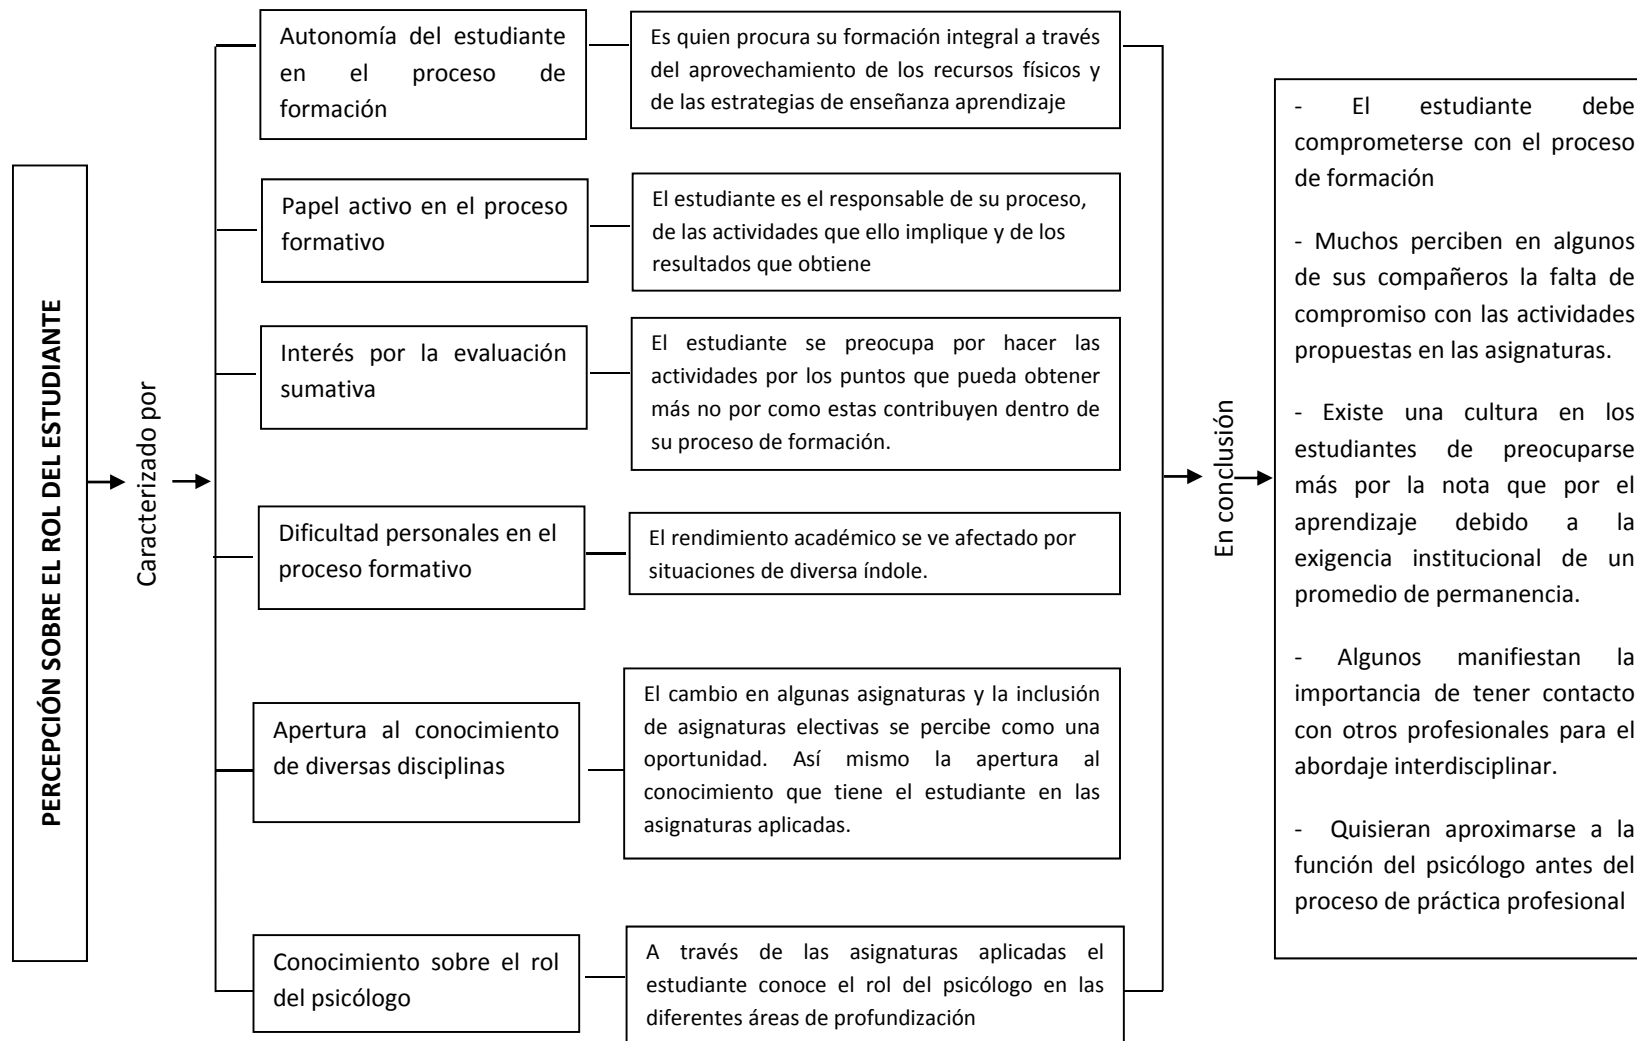 PERCEPCIÓN SOBRE EL ROL DEL ESTUDIANTE
Caracterizado por
Autonomía del estudiante
en el proceso de
formación
Es quien procura su formación integral a través
del aprovechamiento de los recursos físicos y
de las estrategias de enseñanza aprendizaje
Papel activo en el proceso
formativo
El estudiante es el responsable de su proceso,
de las actividades que ello implique y de los
resultados que obtiene
Interés por la evaluación
sumativa
El estudiante se preocupa por hacer las
actividades por los puntos que pueda obtener
más no por como estas contribuyen dentro de
su proceso de formación.
Dificultad personales en el
proceso formativo
El rendimiento académico se ve afectado por
situaciones de diversa índole.
Apertura al conocimiento
de diversas disciplinas
El cambio en algunas asignaturas y la inclusión
de asignaturas electivas se percibe como una
oportunidad. Así mismo la apertura al
conocimiento que tiene el estudiante en las
asignaturas aplicadas.
Conocimiento sobre el rol
del psicólogo
A través de las asignaturas aplicadas el
estudiante conoce el rol del psicólogo en las
diferentes áreas de profundización
En conclusión
- El estudiante debe
comprometerse con el proceso
de formación
- Muchos perciben en algunos
de sus compañeros la falta de
compromiso con las actividades
propuestas en las asignaturas.
- Existe una cultura en los
estudiantes de preocuparse
más por la nota que por el
aprendizaje debido a la
exigencia institucional de un
promedio de permanencia.
- Algunos manifiestan la
importancia de tener contacto
con otros profesionales para el
abordaje interdisciplinar.
- Quisieran aproximarse a la
función del psicólogo antes del
proceso de práctica profesional